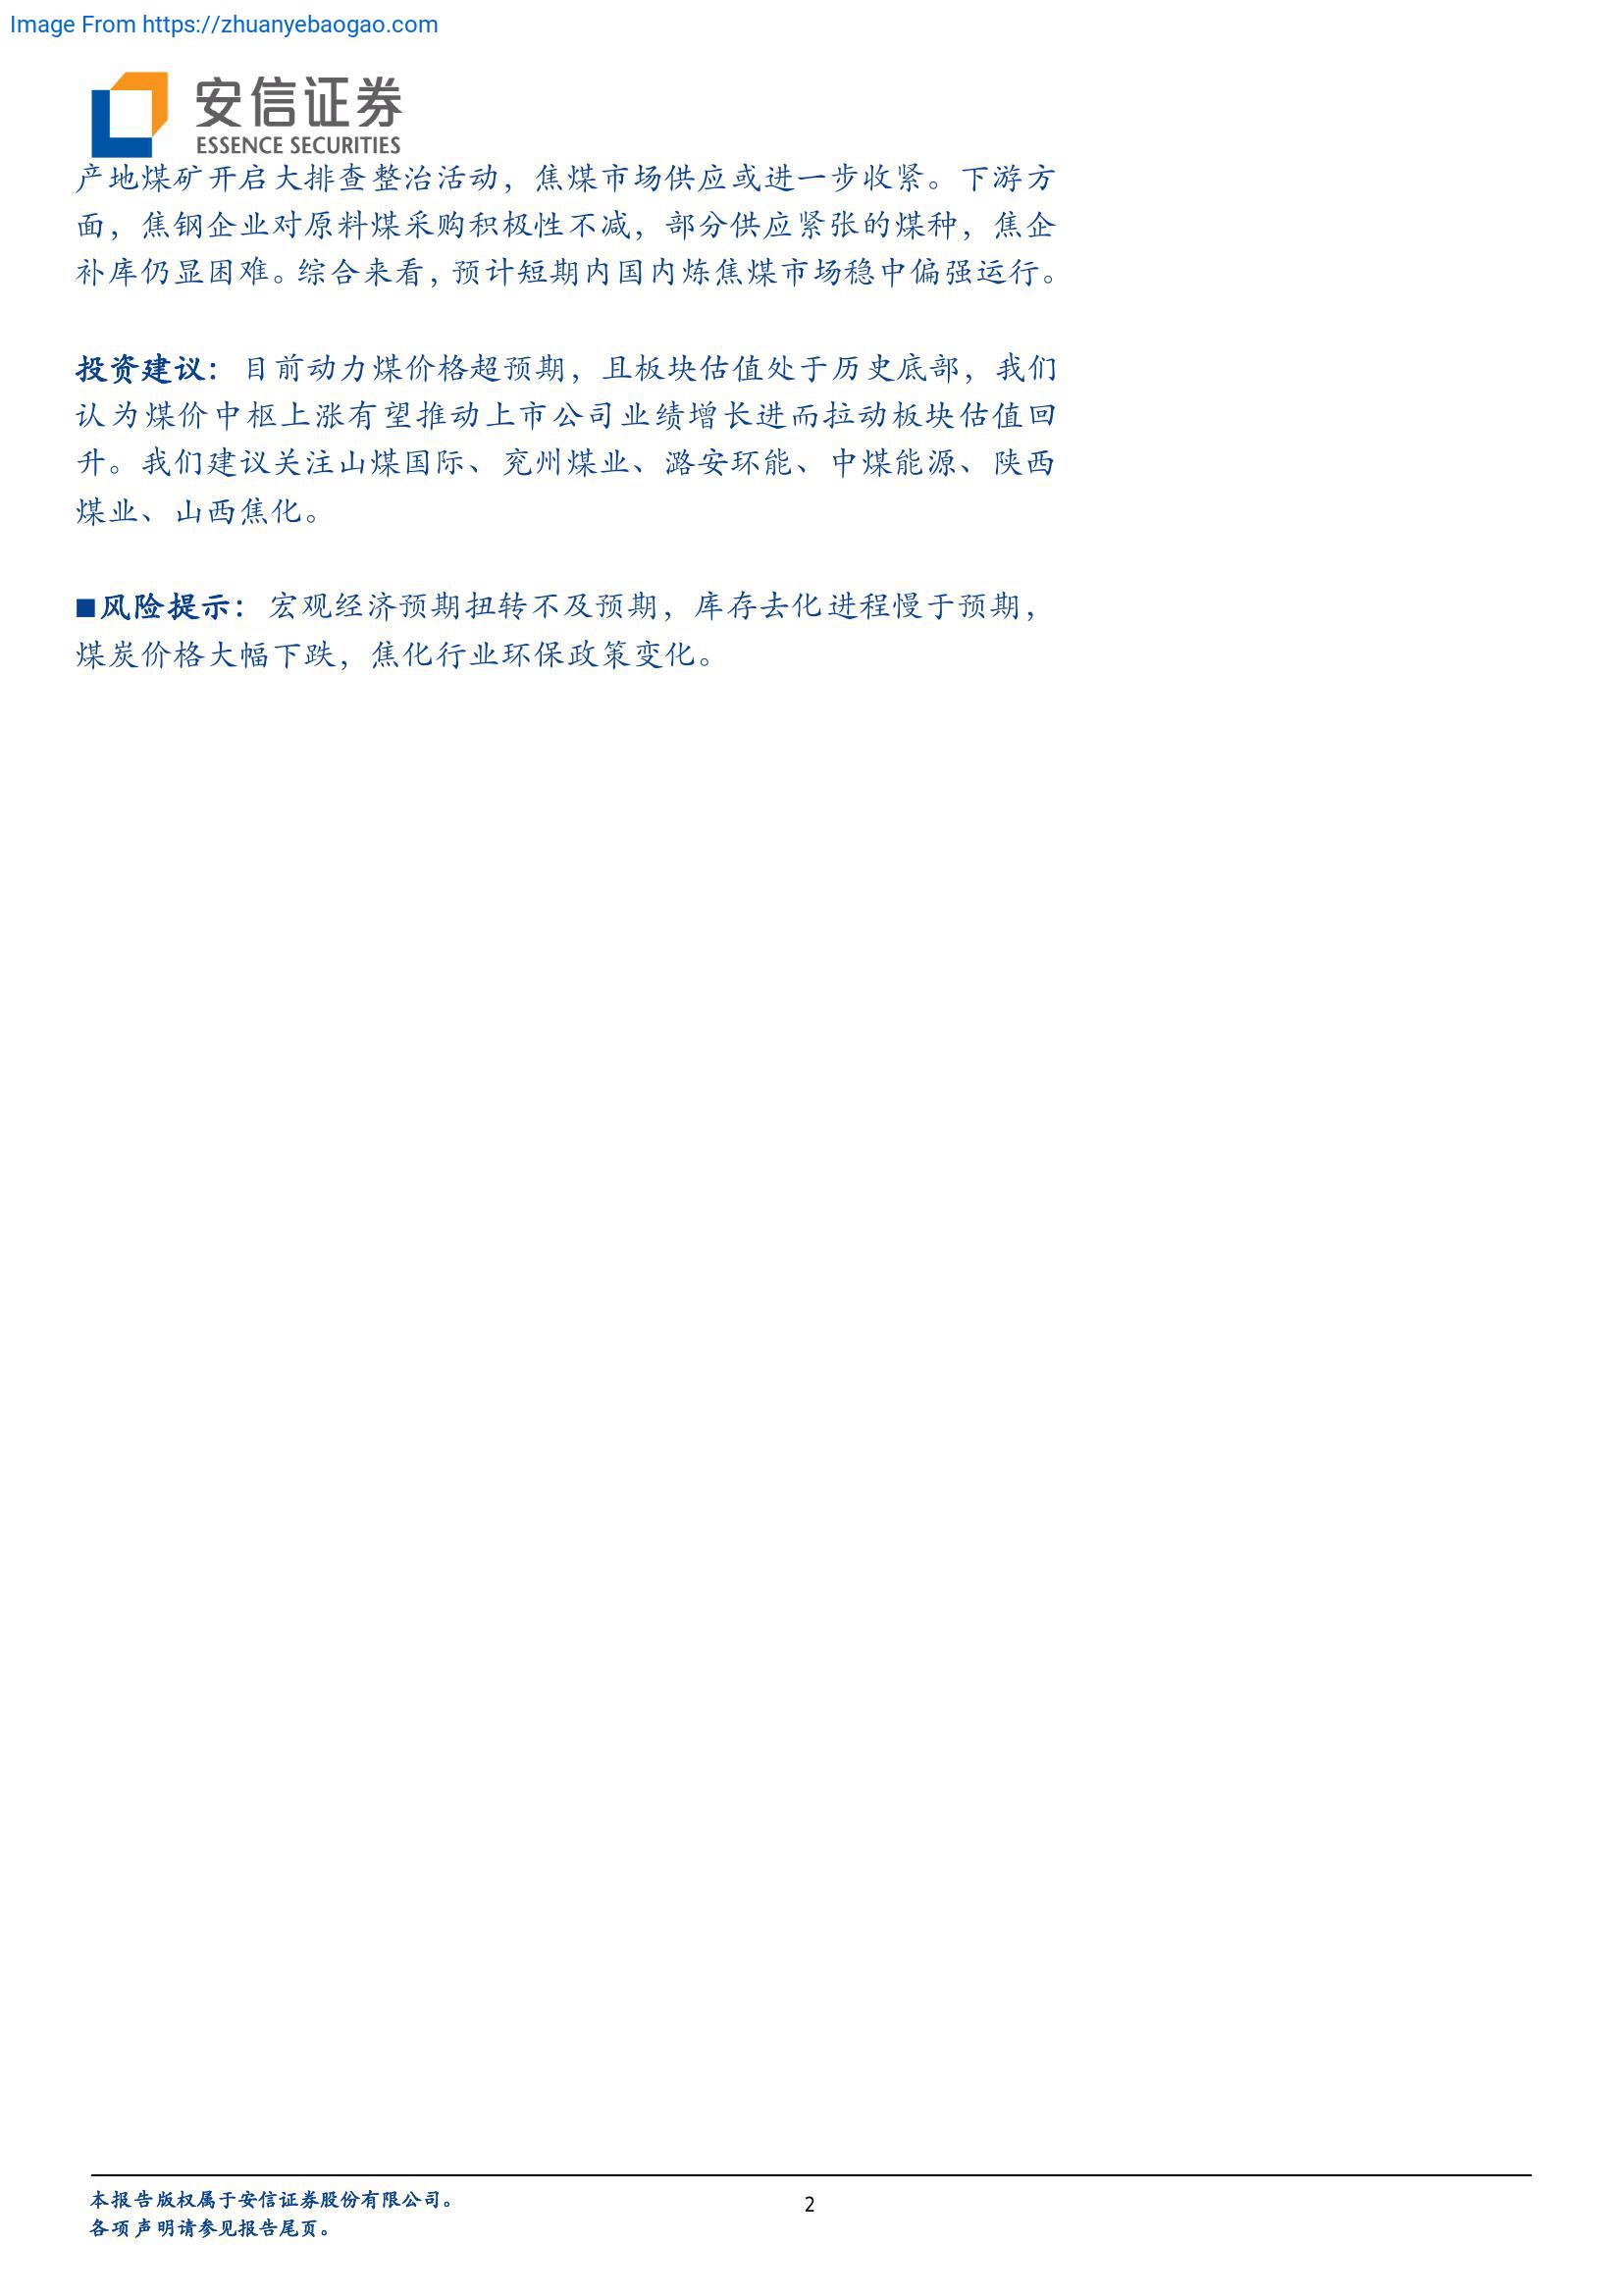 Image From https://zhuanyebaogao.com
安信证券
ESSENCE SECURITIES
产地煤矿开启大排查整治活动，焦煤市场供应或进一步收紧。下游方
面，焦钢企业对原料煤采购积极性不减，部分供应紧张的煤种，焦企
补库仍显困难。综合来看，预计短期内国内炼焦煤市场稳中偏强运行。
投资建议：目前动力煤价格超预期，且板块估值处于历史底部，我们
认为煤价中枢上涨有望推动上市公司业绩增长进而拉动板块估值回
升。我们建议关注山煤国际、兖州煤业、潞安环能、中煤能源、陕西
煤业、山西焦化。
■风险提示：宏观经济预期扭转不及预期，库存去化进程慢于预期，
煤炭价格大幅下跌，焦化行业环保政策变化。
本报告版权属于安信证券股份有限公司。
各项声明请参见报告尾页。
2